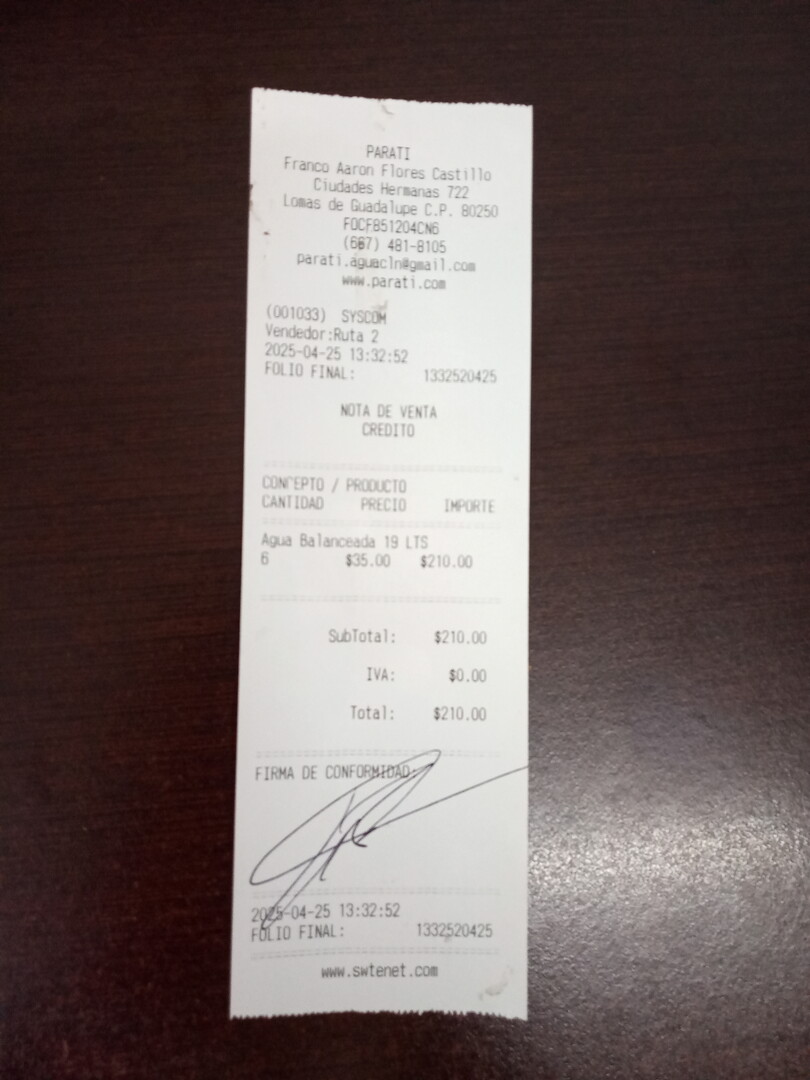 PARATI
Franco Aaron Flores Castillo
Ciudades Hermanas 722
Lomas de Guadalupe C.P. 80250
FOCF851204CN6
(667) 481-8105
parati.aguacln@gmail.com
www.parati.com
(001033) SYSCOM
Vendedor:Ruta 2
2025-04-25 13:32:52
FOLIO FINAL: 1332520425
NOTA DE VENTA
CREDITO
CONCEPTO / PRODUCTO
CANTIDAD PRECIO IMPORTE
Agua Balanceada 19 LTS
6 $35.00 $210.00
SubTotal: $210.00
IVA: $0.00
Total: $210.00
FIRMA DE CONFORMIDAD:
2025-04-25 13:32:52
FOLIO FINAL: 1332520425
www.swtenet.com